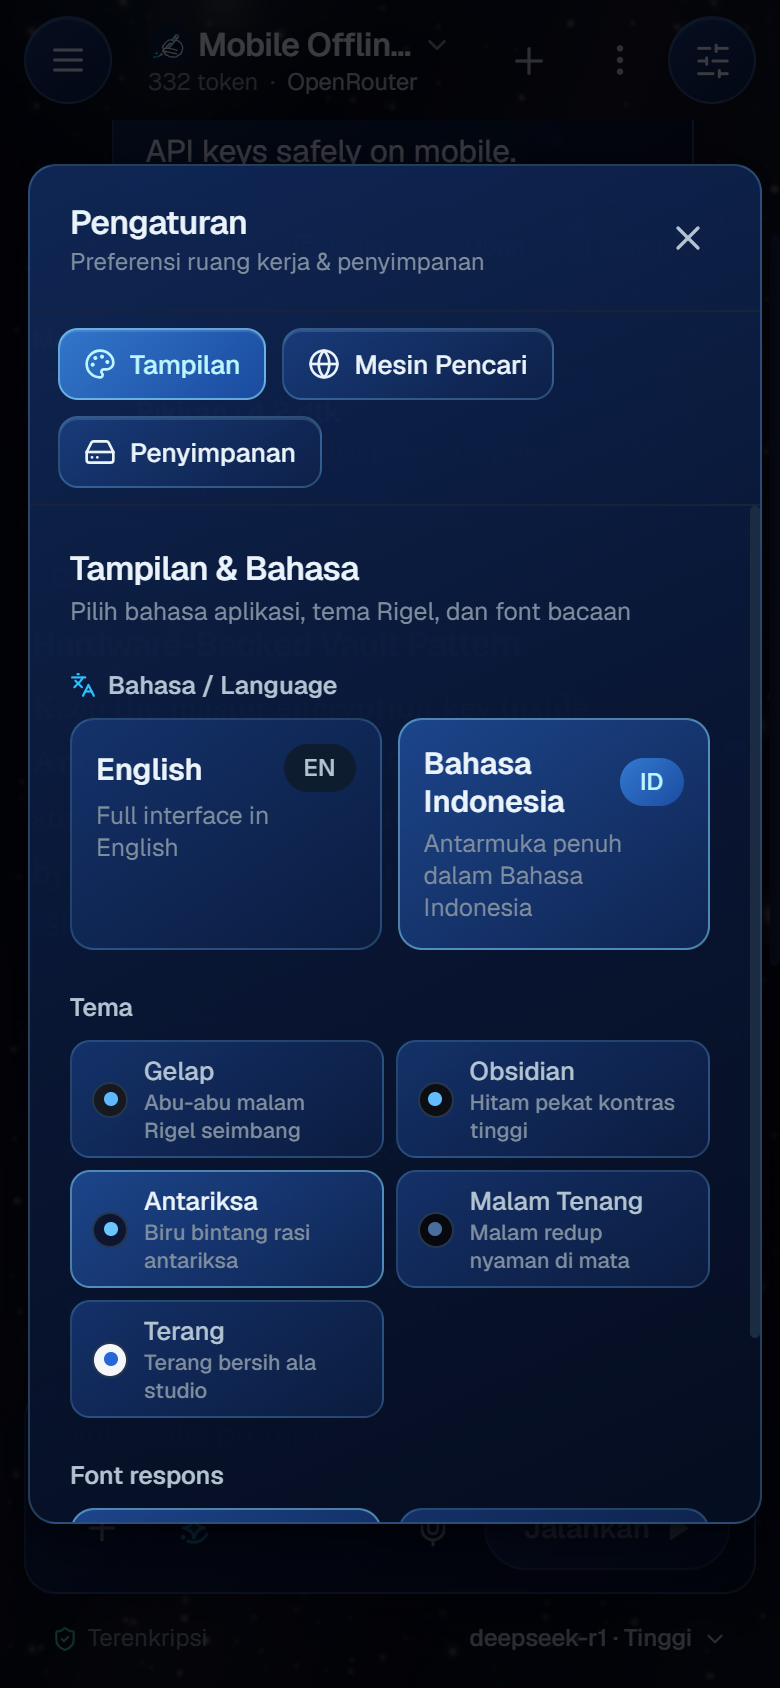 Mobile Offlin...
332 token · OpenRouter
API keys safely on mobile.
Pengaturan
Preferensi ruang kerja & penyimpanan
Tampilan
Mesin Pencari
Penyimpanan
Tampilan & Bahasa
Pilih bahasa aplikasi, tema Rigel, dan font bacaan
Hardware-Backed Vault Pattern
Bahasa / Language
English
EN
Full interface in
English
Bahasa
Indonesia
ID
Antarmuka penuh
dalam Bahasa
Indonesia
Tema
Gelap
Abu-abu malam
Rigel seimbang
Obsidian
Hitam pekat kontras
tinggi
Antariksa
Biru bintang rasi
antariksa
Malam Tenang
Malam redup
nyaman di mata
Terang
Terang bersih ala
studio
Font respons
Jalankan
Terenkripsi
deepseek-r1 · Tinggi